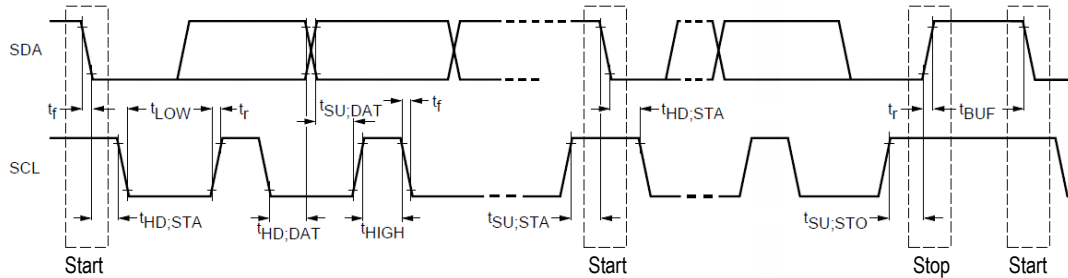 SDA
tf tLOW tr tSU;DAT tf tHD;STA tr tBUF
SCL
tHD;STA tHD;DAT tHIGH tSU;STA tSU;STO
Start Start Stop Start